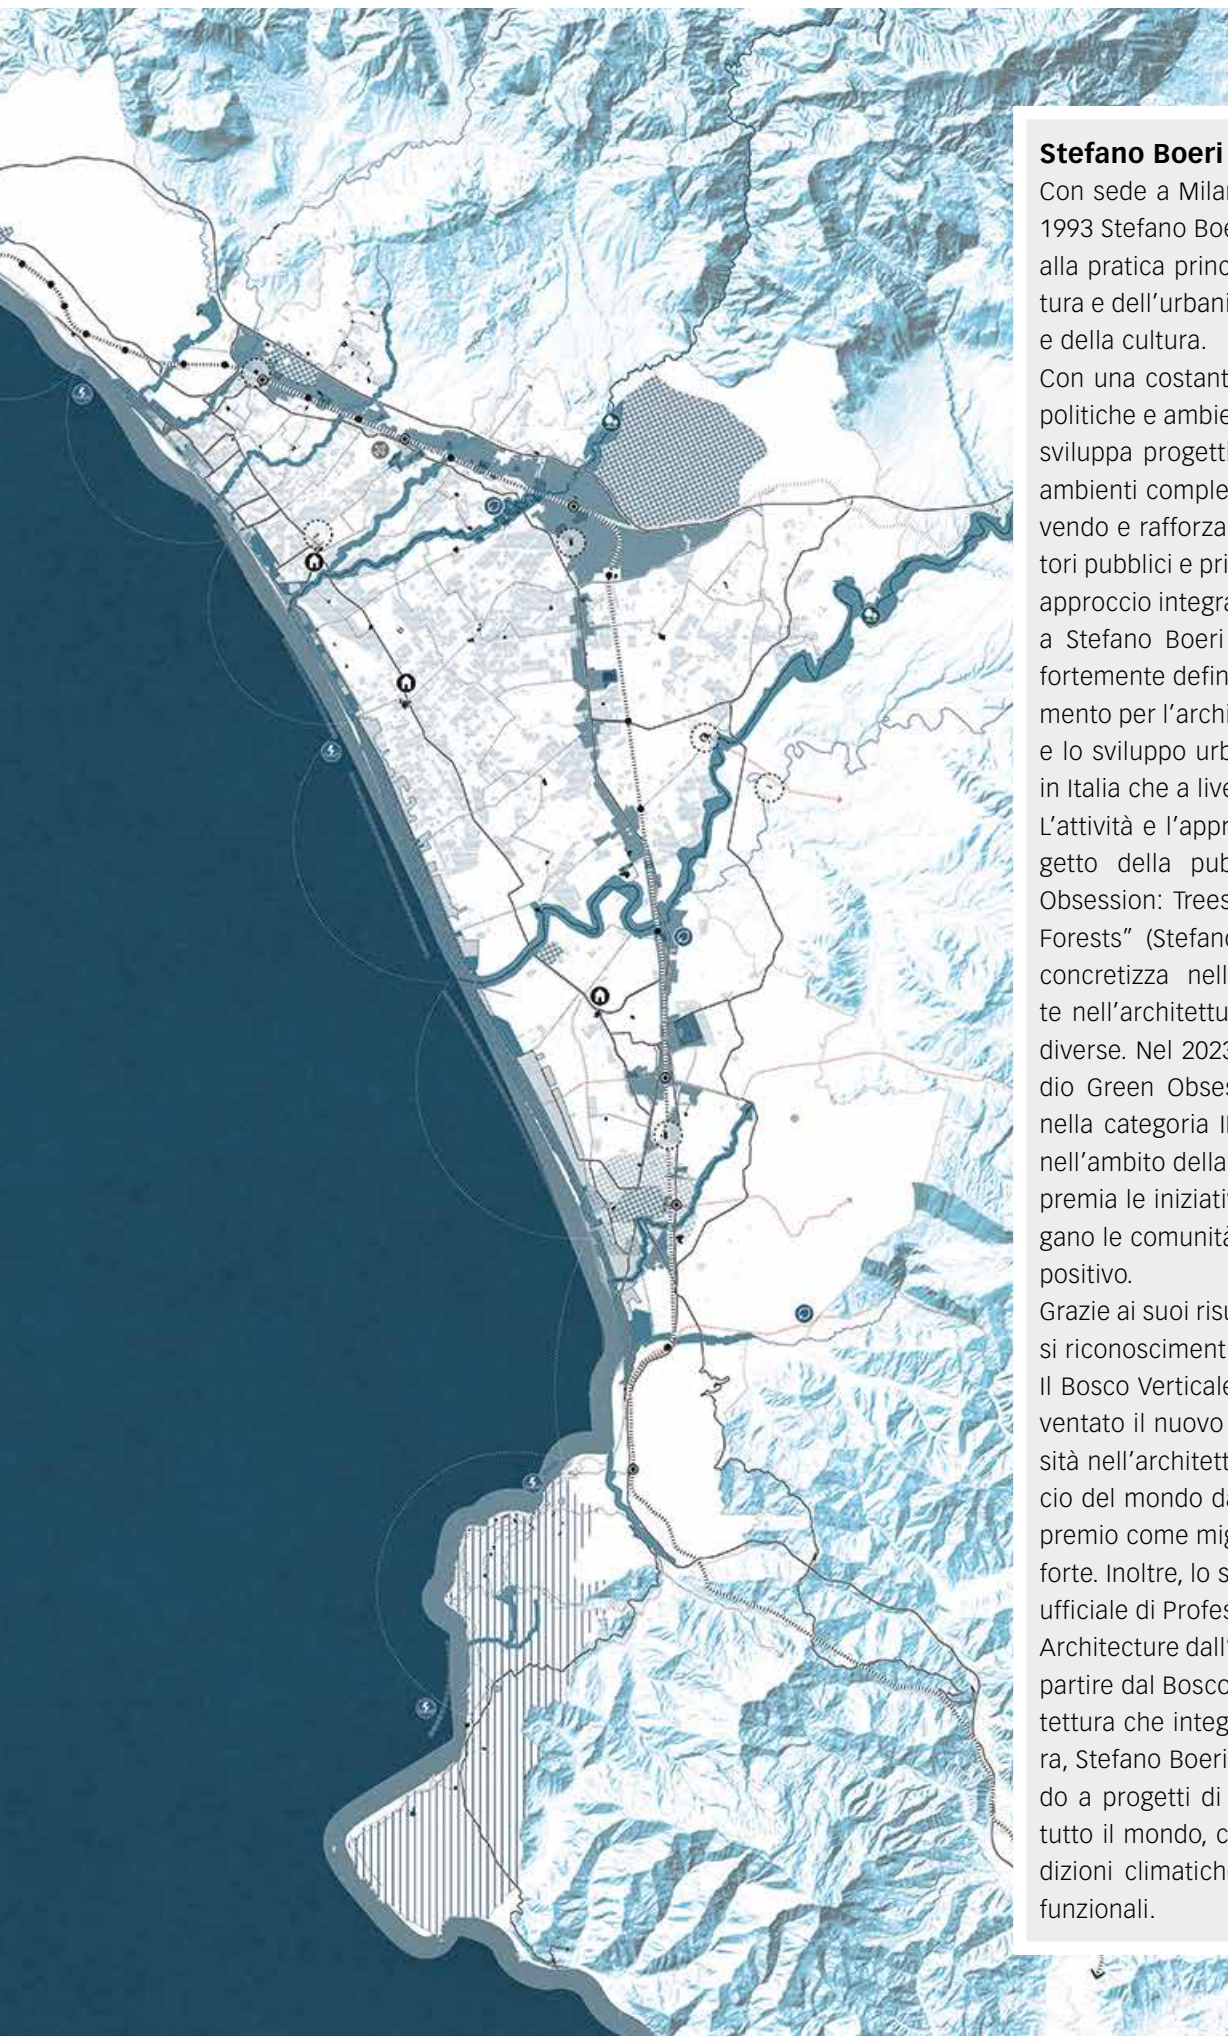 Stefano Boeri
Con sede a Milan
1993 Stefano Boe
alla pratica princ
tura e dell’urbani
e della cultura.
Con una costant
politiche e ambie
sviluppa progetti
ambienti comple
vendo e rafforza
tori pubblici e pri
approccio integra
a Stefano Boeri
fortemente defin
mento per l’archi
e lo sviluppo urb
in Italia che a live
L’attività e l’appr
getto della pub
Obsession: Trees
Forests” (Stefano
concretizza nell
te nell’architettu
diverse. Nel 2023
dio Green Obses
nella categoria I
nell’ambito della
premia le iniziati
gano le comunità
positivo.
Grazie ai suoi risu
si riconosciment
Il Bosco Verticale
ventato il nuovo
sità nell’architett
cio del mondo da
premio come mig
forte. Inoltre, lo s
ufficiale di Profes
Architecture dall’
partire dal Bosco
tettura che integ
ra, Stefano Boeri
do a progetti di
tutto il mondo, c
dizioni climatich
funzionali.